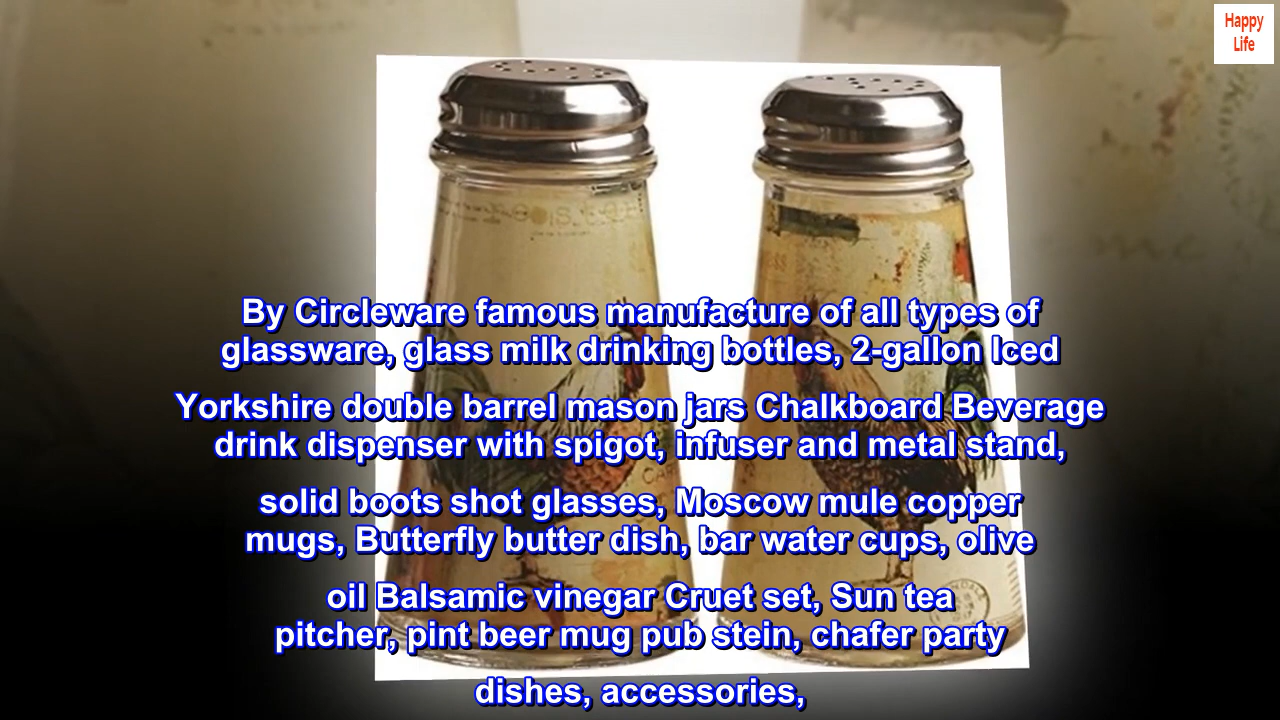 Happy
Life
By Circleware famous manufacture of all types of
glassware, glass milk drinking bottles, 2-gallon Iced
Yorkshire double barrel mason jars Chalkboard Beverage
drink dispenser with spigot, infuser and metal stand,
solid boots shot glasses, Moscow mule copper
mugs, Butterfly butter dish, bar water cups, olive
oil Balsamic vinegar Cruet set, Sun tea
pitcher, pint beer mug pub stein, chafer party
dishes, accessories,